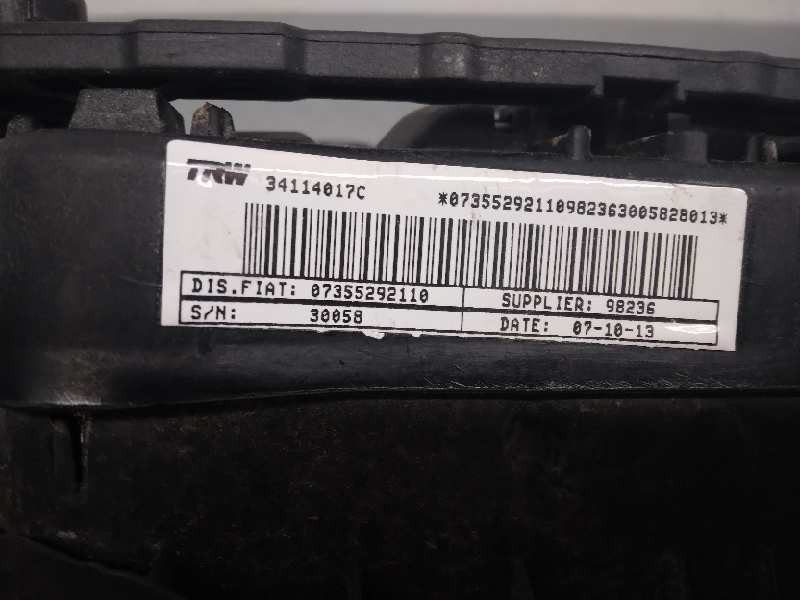 TRW 34114017C *07355292110982363005828013*
DIS.FIAT: 07355292110 SUPPLIER: 98236
S/N: 30058 DATE: 07-10-13